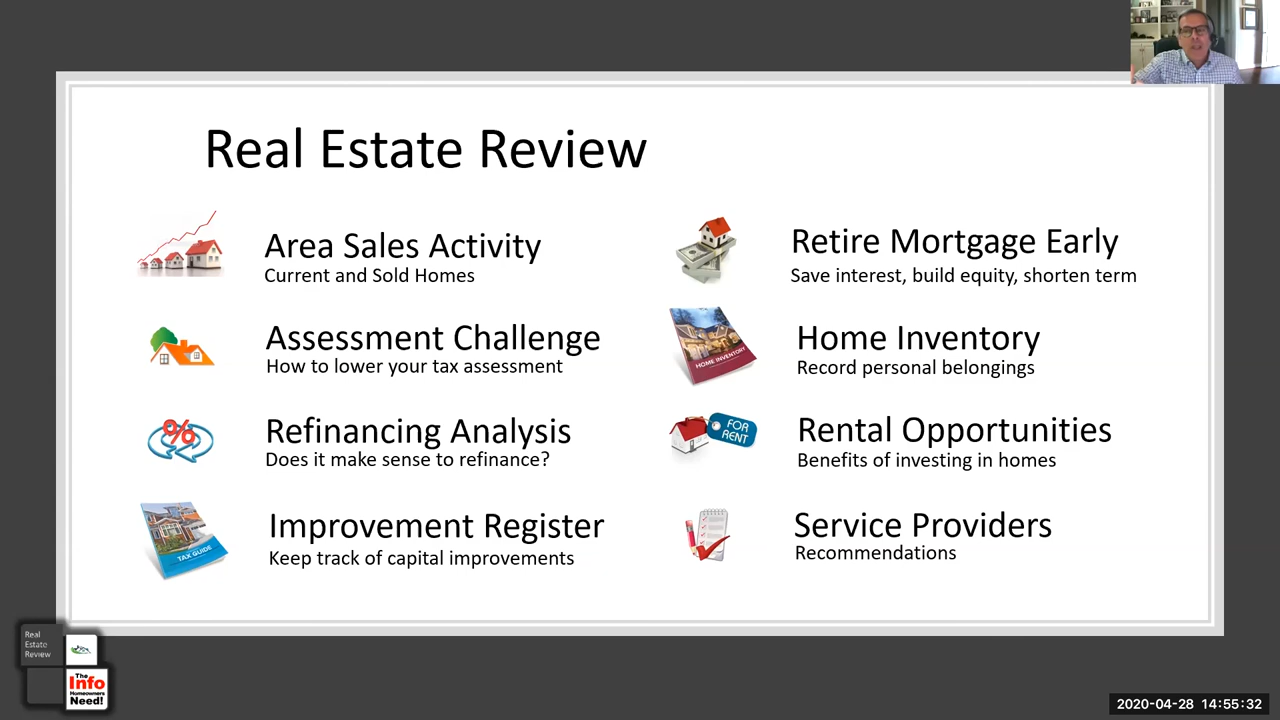 Real Estate Review
Area Sales Activity
Current and Sold Homes
Assessment Challenge
How to lower your tax assessment
Refinancing Analysis
Does it make sense to refinance?
%
Improvement Register
Keep track of capital improvements
TAX GUIDE
Retire Mortgage Early
Save interest, build equity, shorten term
Home Inventory
Record personal belongings
HOME INVENTORY
Rental Opportunities
Benefits of investing in homes
FOR
RENT
Service Providers
Recommendations
Real
Estate
Review
The
Info
Homeowners
Need!
2020-04-28 14:55:32